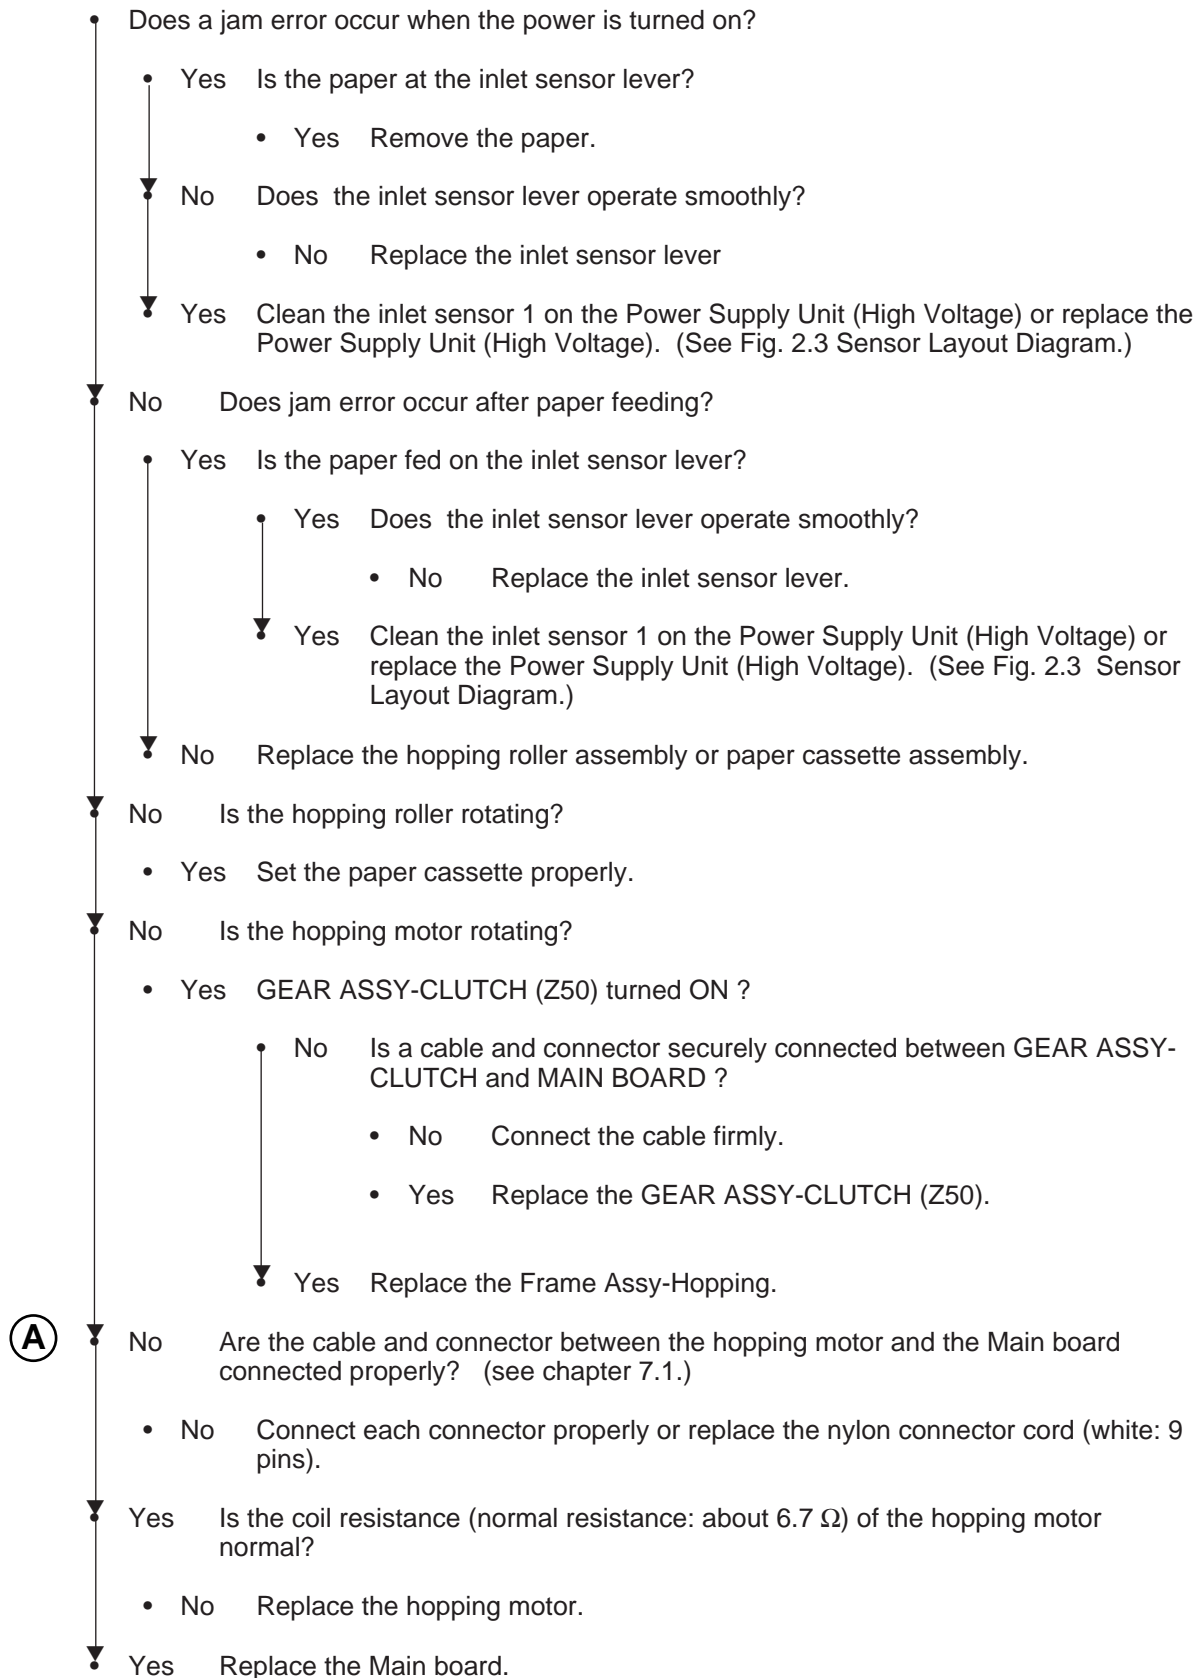 • Does a jam error occur when the power is turned on?
• Yes Is the paper at the inlet sensor lever?
• Yes Remove the paper.
• No Does the inlet sensor lever operate smoothly?
• No Replace the inlet sensor lever
• Yes Clean the inlet sensor 1 on the Power Supply Unit (High Voltage) or replace the
Power Supply Unit (High Voltage). (See Fig. 2.3 Sensor Layout Diagram.)
• No Does jam error occur after paper feeding?
• Yes Is the paper fed on the inlet sensor lever?
• Yes Does the inlet sensor lever operate smoothly?
• No Replace the inlet sensor lever.
• Yes Clean the inlet sensor 1 on the Power Supply Unit (High Voltage) or
replace the Power Supply Unit (High Voltage). (See Fig. 2.3 Sensor
Layout Diagram.)
• No Replace the hopping roller assembly or paper cassette assembly.
• No Is the hopping roller rotating?
• Yes Set the paper cassette properly.
• No Is the hopping motor rotating?
• Yes GEAR ASSY-CLUTCH (Z50) turned ON ?
• No Is a cable and connector securely connected between GEAR ASSY-
CLUTCH and MAIN BOARD ?
• No Connect the cable firmly.
• Yes Replace the GEAR ASSY-CLUTCH (Z50).
• Yes Replace the Frame Assy-Hopping.
A • No Are the cable and connector between the hopping motor and the Main board
connected properly? (see chapter 7.1.)
• No Connect each connector properly or replace the nylon connector cord (white: 9
pins).
• Yes Is the coil resistance (normal resistance: about 6.7 Ω) of the hopping motor
normal?
• No Replace the hopping motor.
• Yes Replace the Main board.